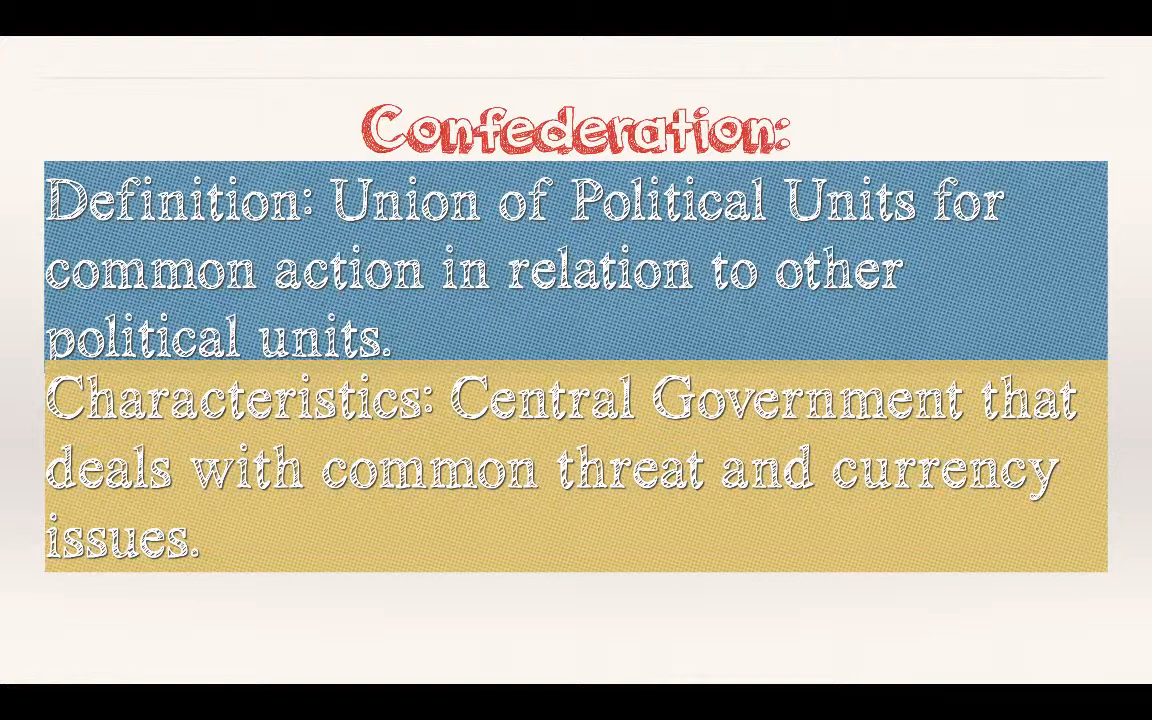 Confederation:
Definition: Union of Political Units for
common action in relation to other
political units.
Characteristics: Central Government that
deals with common threat and currency
issues.